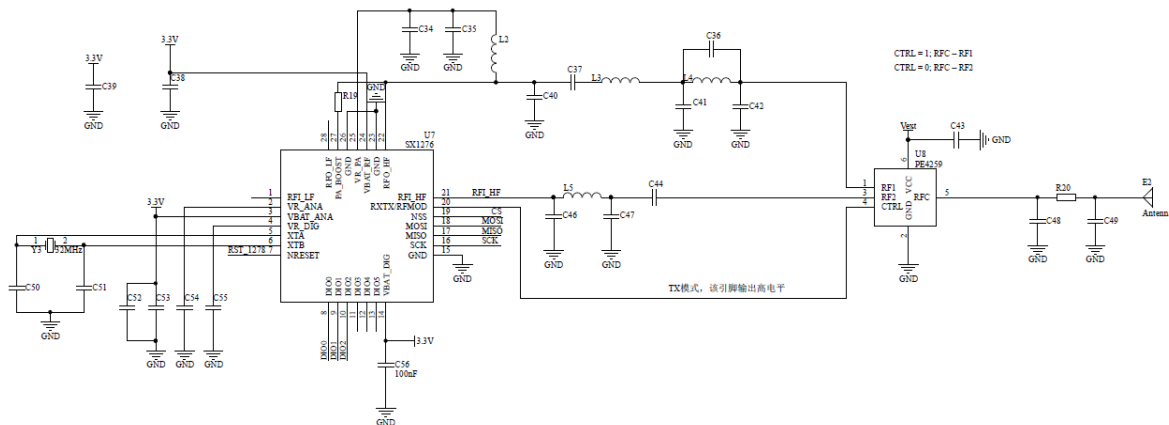 3.3V
C39
GND
3.3V
C38
GND
C34
GND
C35
GND
L2
R19
GND
C40
GND
C37
L3
C36
L4
C41
GND
C42
GND
CTRL = 1; RFC – RF1
CTRL = 0; RFC – RF2
U7
SX1276
28
27
26
25
24
23
22
RFO_LF
PA_BOOST
GND
VR_PA
VBAT_RF
GND
RFO_HF
1 RFI_LF
2 VR_ANA
3 VBAT_ANA
4 VR_DIG
5 XTA
6 XTB
RST_1278 7 NRESET
RFI_HF 21 RFI_HF
RXTX/RFMOD 20
NSS 19 CS
MOSI 18 MOSI
MISO 17 MISO
SCK 16 SCK
GND 15
GND
DIO0
DIO1
DIO2
DIO3
DIO4
DIO5
VBAT_DIG
8
9
10
11
12
13
14
DIO0
DIO1
DIO2
3.3V
C56
100nF
GND
3.3V
1 2
Y3 32MHz
C50
C51
GND
C52
C53
GND
C54
GND
C55
GND
L5
C44
C46
GND
C47
GND
TX模式，该引脚输出高电平
Vext
C43
GND
U8
PE4259
6
VCC
1 RF1
3 RF2
4 CTRL
RFC 5
GND
2
GND
R20
C48
GND
C49
GND
E2
Antenn